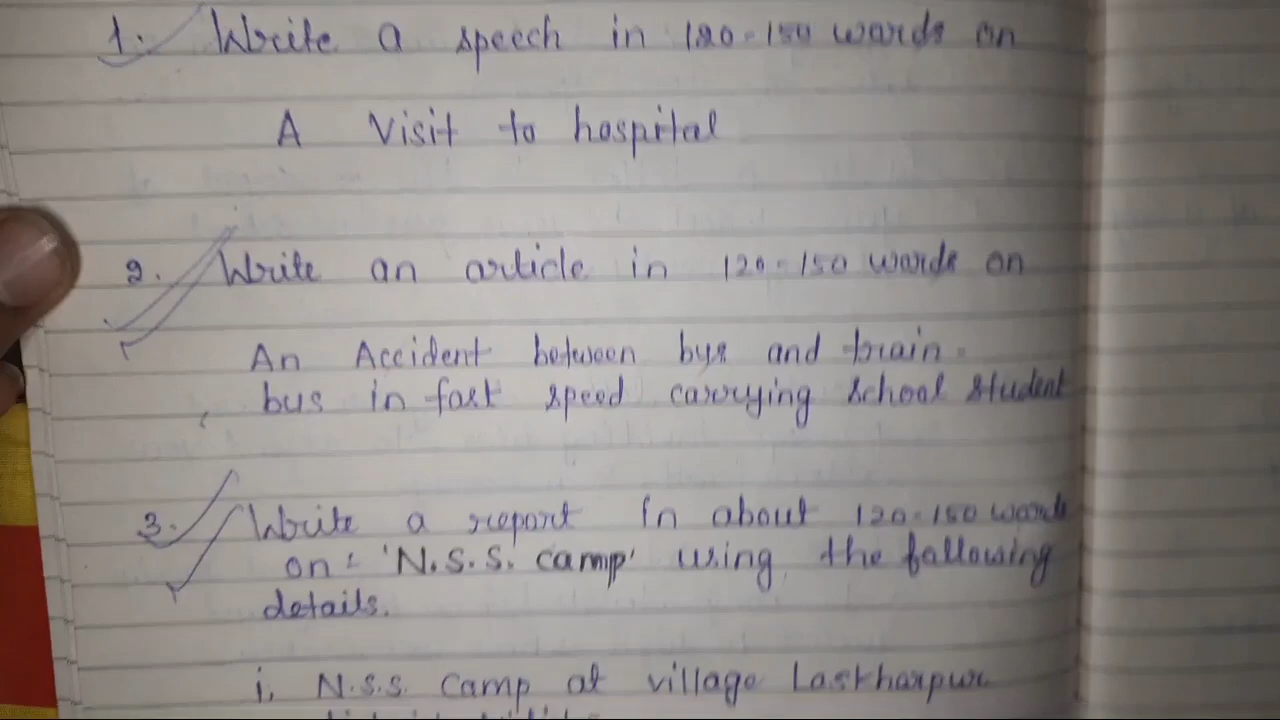 1. Write a speech in 120-150 words on
A Visit to hospital
2. Write an article in 120-150 words on
An Accident between bus and train.
bus in fast speed carrying school student
3. Write a report in about 120-150 words
on: 'N.S.S. camp' using the following
details.
i, N.S.S. Camp at village Laskharpur